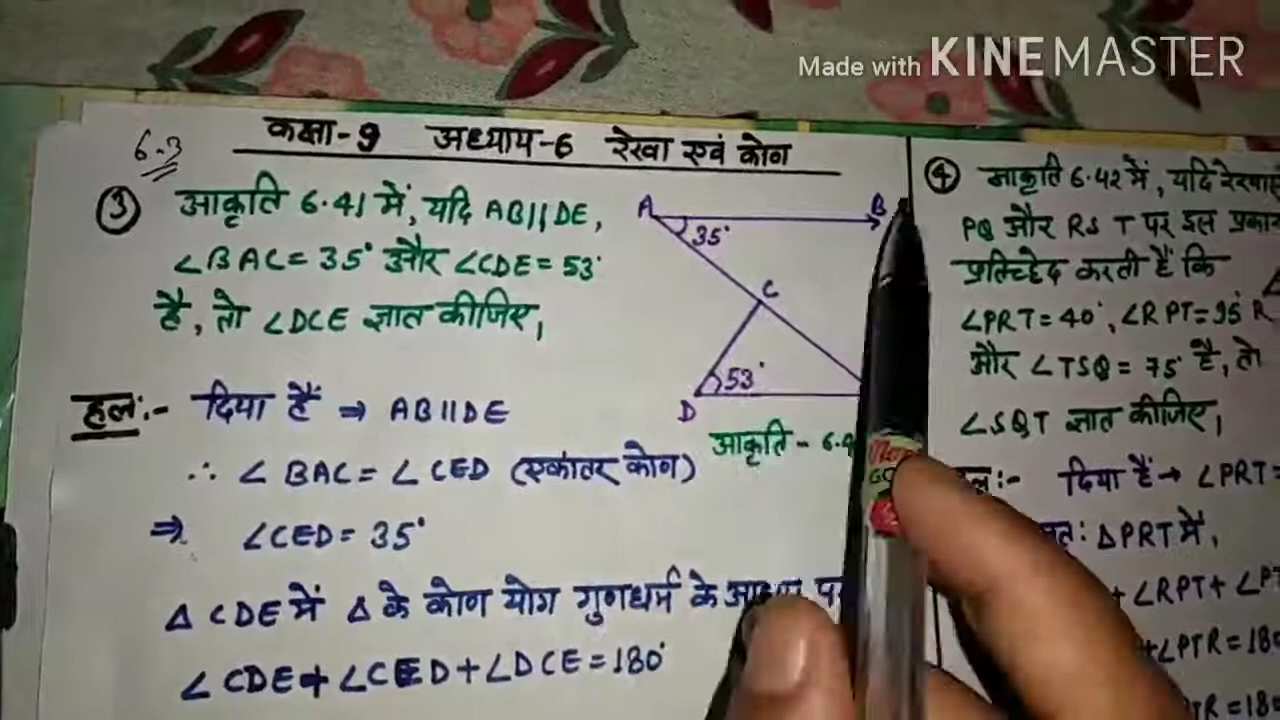 Made with KINEMASTER
6.3
कक्षा-9 अध्याय-6 रेखा एवं कोण
③ आकृति 6.41 में, यदि AB||DE,
∠BAC = 35° और ∠CDE = 53°
है, तो ∠DCE ज्ञात कीजिए,
A B
35°
C
53°
D
आकृति - 6.4
हल:- दिया हैं ⇒ AB||DE
∴ ∠BAC = ∠CED (एकांतर कोण)
⇒ ∠CED = 35°
△CDE में △ के कोण योग गुणधर्म के
∠CDE + ∠CED + ∠DCE = 180°
④ आकृति 6.42 में, यदि
PQ और RS T पर इस
प्रतिच्छेद करती हैं कि
∠PRT = 40°, ∠RPT = 95°
और ∠TSQ = 75° है, तो
∠SQT ज्ञात कीजिए,
दिया हैं → ∠PRT =
△PRT में,
+ ∠RPT +
+ ∠PTR = 180
= 180